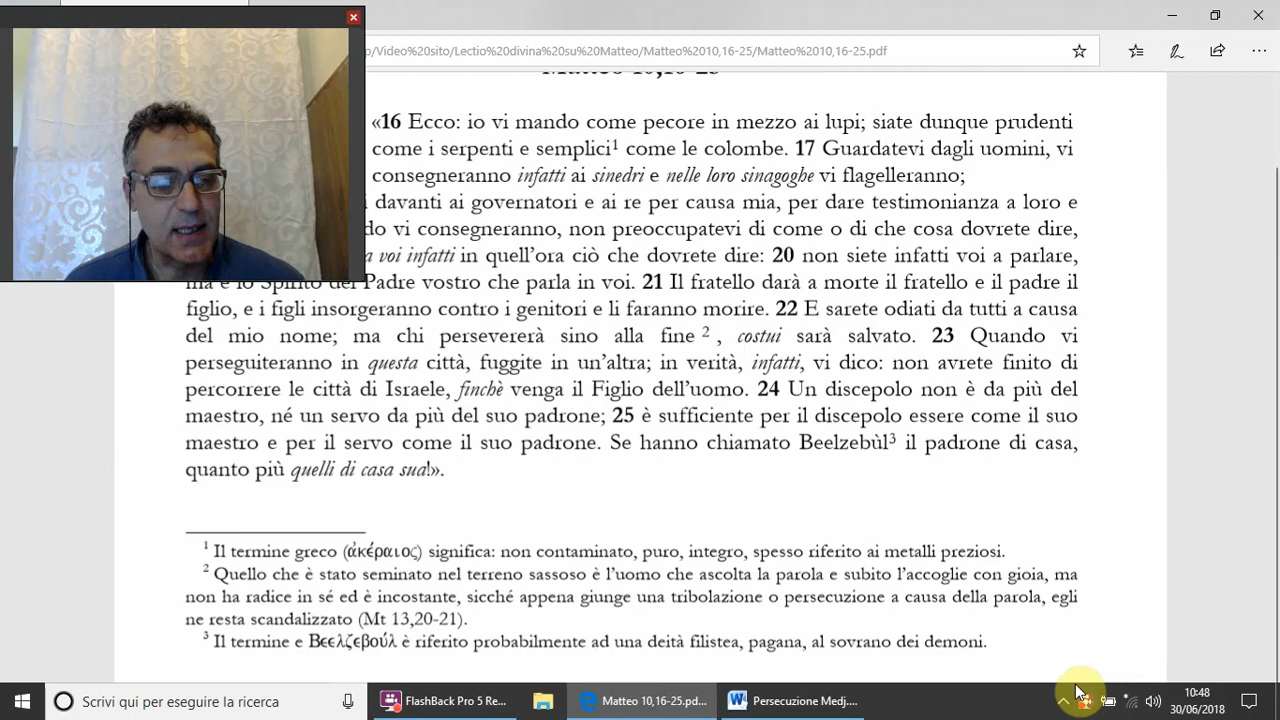 p/Video%20sito/Lectio%20divina%20su%20Matteo/Matteo%2010,16-25/Matteo%2010,16-25.pdf
Matteo 10,16-25
«16 Ecco: io vi mando come pecore in mezzo ai lupi; siate dunque prudenti
come i serpenti e semplici¹ come le colombe. 17 Guardatevi dagli uomini, vi
consegneranno infatti ai sinedri e nelle loro sinagoghe vi flagelleranno;
i davanti ai governatori e ai re per causa mia, per dare testimonianza a loro e
do vi consegneranno, non preoccupatevi di come o di che cosa dovrete dire,
a voi infatti in quell'ora ciò che dovrete dire: 20 non siete infatti voi a parlare,
ma è lo Spirito del Padre vostro che parla in voi. 21 Il fratello darà a morte il fratello e il padre il
figlio, e i figli insorgeranno contro i genitori e li faranno morire. 22 E sarete odiati da tutti a causa
del mio nome; ma chi persevererà sino alla fine ², costui sarà salvato. 23 Quando vi
perseguiteranno in questa città, fuggite in un'altra; in verità, infatti, vi dico: non avrete finito di
percorrere le città di Israele, finchè venga il Figlio dell'uomo. 24 Un discepolo non è da più del
maestro, né un servo da più del suo padrone; 25 è sufficiente per il discepolo essere come il suo
maestro e per il servo come il suo padrone. Se hanno chiamato Beelzebùl³ il padrone di casa,
quanto più quelli di casa sua!».
¹ Il termine greco (ἀκέραιος) significa: non contaminato, puro, integro, spesso riferito ai metalli preziosi.
² Quello che è stato seminato nel terreno sassoso è l'uomo che ascolta la parola e subito l'accoglie con gioia, ma
non ha radice in sé ed è incostante, sicché appena giunge una tribolazione o persecuzione a causa della parola, egli
ne resta scandalizzato (Mt 13,20-21).
³ Il termine e Βεελζεβούλ è riferito probabilmente ad una deità filistea, pagana, al sovrano dei demoni.
Scrivi qui per eseguire la ricerca
FlashBack Pro 5 Re...
Matteo 10,16-25.pd...
Persecuzione Medj....
10:48
30/06/2018